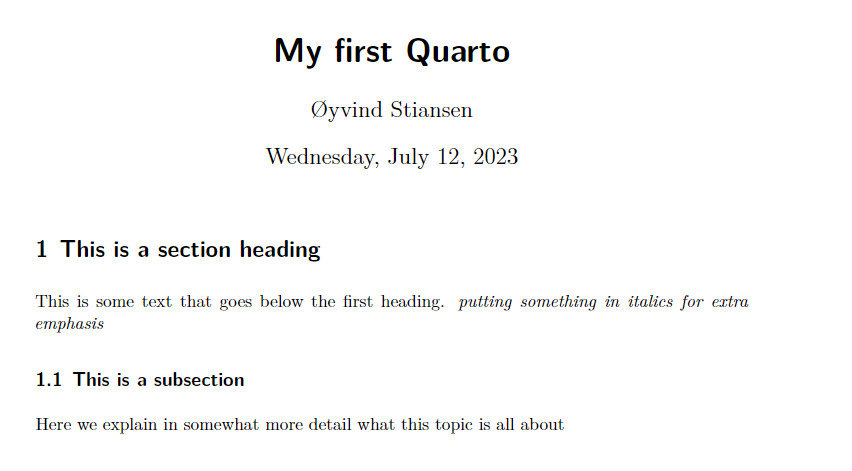 My first Quarto
Øyvind Stiansen
Wednesday, July 12, 2023
1 This is a section heading
This is some text that goes below the first heading. putting something in italics for extra
emphasis
1.1 This is a subsection
Here we explain in somewhat more detail what this topic is all about